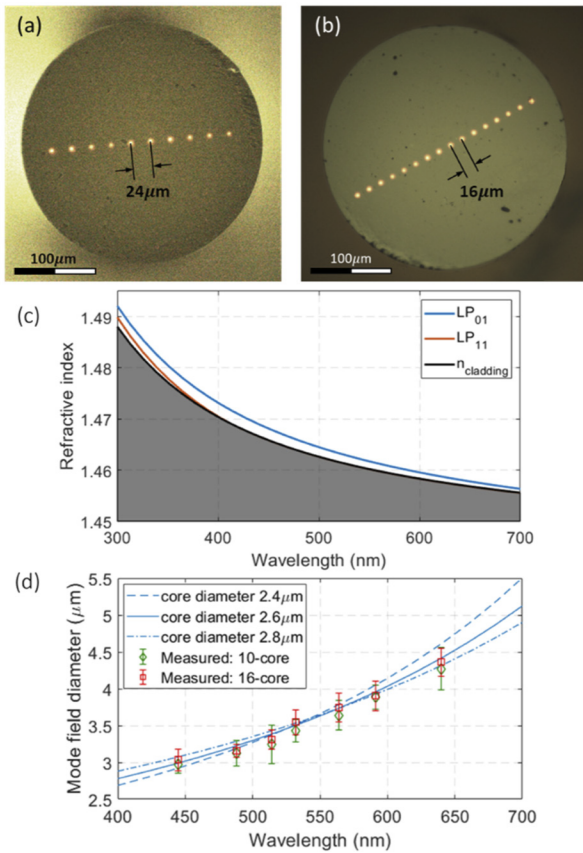 (a)
24μm
100μm
(b)
16μm
100μm
(c)
Refractive index
1.49
1.48
1.47
1.46
1.45
LP01
LP11
ncladding
300
400
500
600
700
Wavelength (nm)
(d)
Mode field diameter (μm)
5.5
5
4.5
4
3.5
3
2.5
core diameter 2.4μm
core diameter 2.6μm
core diameter 2.8μm
Measured: 10-core
Measured: 16-core
400
450
500
550
600
650
700
Wavelength (nm)